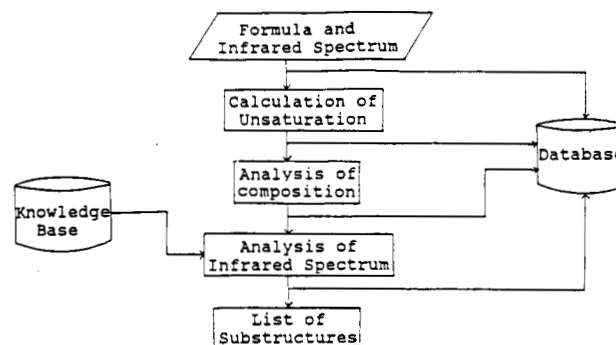 Formula and
Infrared Spectrum
Calculation of
Unsaturation
Database
Analysis of
composition
Knowledge
Base
Analysis of
Infrared Spectrum
List of
Substructures